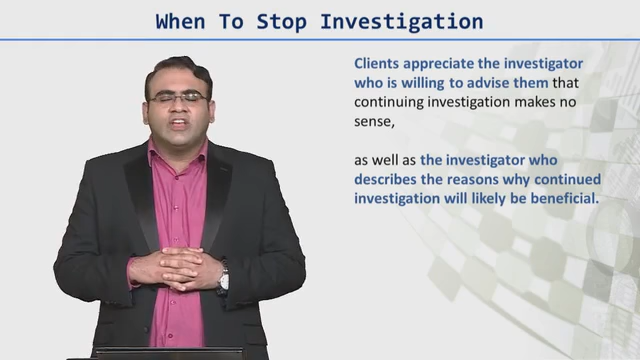 When To Stop Investigation
Clients appreciate the investigator
who is willing to advise them that
continuing investigation makes no
sense,
as well as the investigator who
describes the reasons why continued
investigation will likely be beneficial.